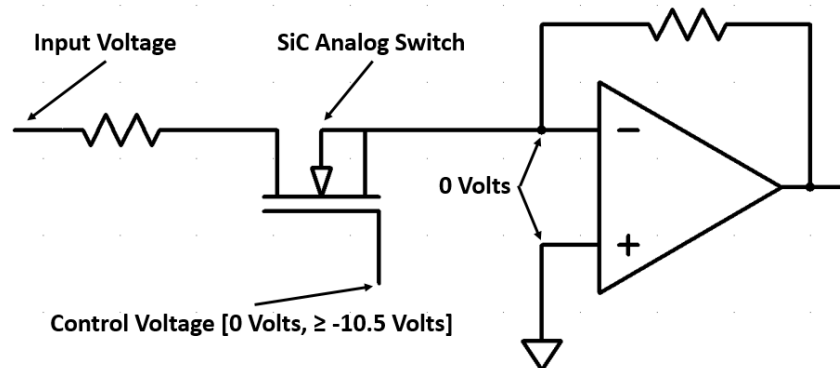 Input Voltage
SiC Analog Switch
−
0 Volts
+
Control Voltage [0 Volts, ≥ -10.5 Volts]